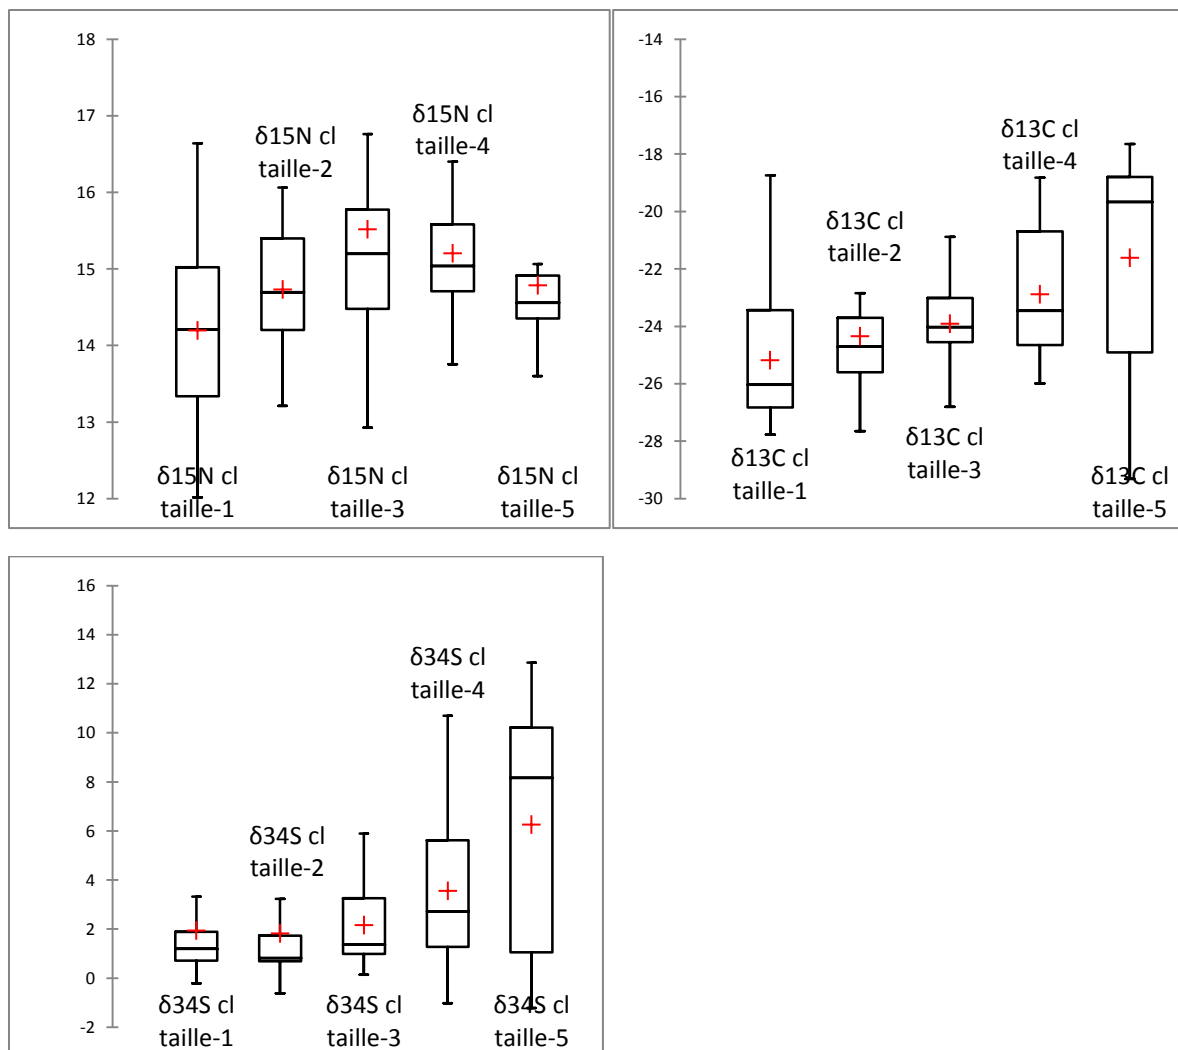 18
17
16
15
14
13
12
δ15N cl
taille-1
δ15N cl
taille-2
δ15N cl
taille-3
δ15N cl
taille-4
δ15N cl
taille-5
-14
-16
-18
-20
-22
-24
-26
-28
-30
δ13C cl
taille-1
δ13C cl
taille-2
δ13C cl
taille-3
δ13C cl
taille-4
δ13C cl
taille-5
16
14
12
10
8
6
4
2
0
-2
δ34S cl
taille-1
δ34S cl
taille-2
δ34S cl
taille-3
δ34S cl
taille-4
δ34S cl
taille-5